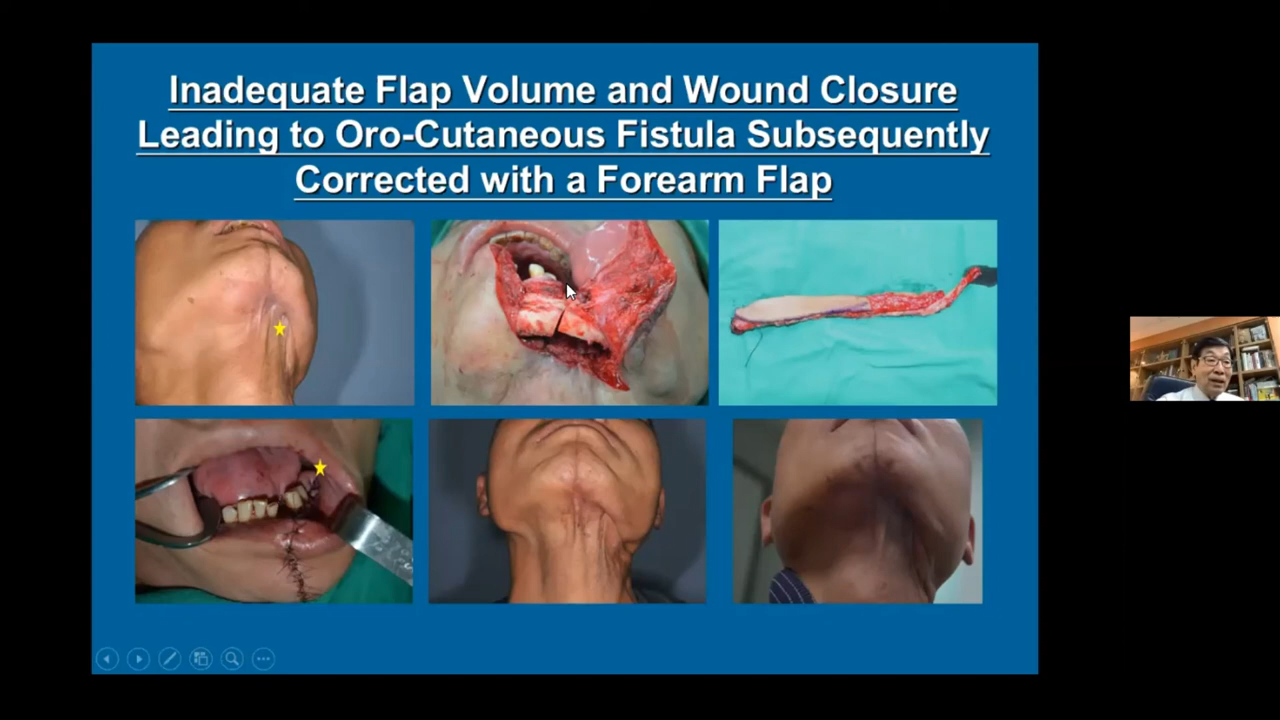 Inadequate Flap Volume and Wound Closure
Leading to Oro-Cutaneous Fistula Subsequently
Corrected with a Forearm Flap